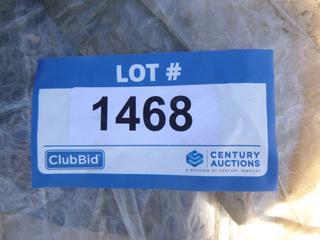 LOT #
1468
ClubBid
CENTURY
AUCTIONS
A DIVISION OF CENTURY SERVICES